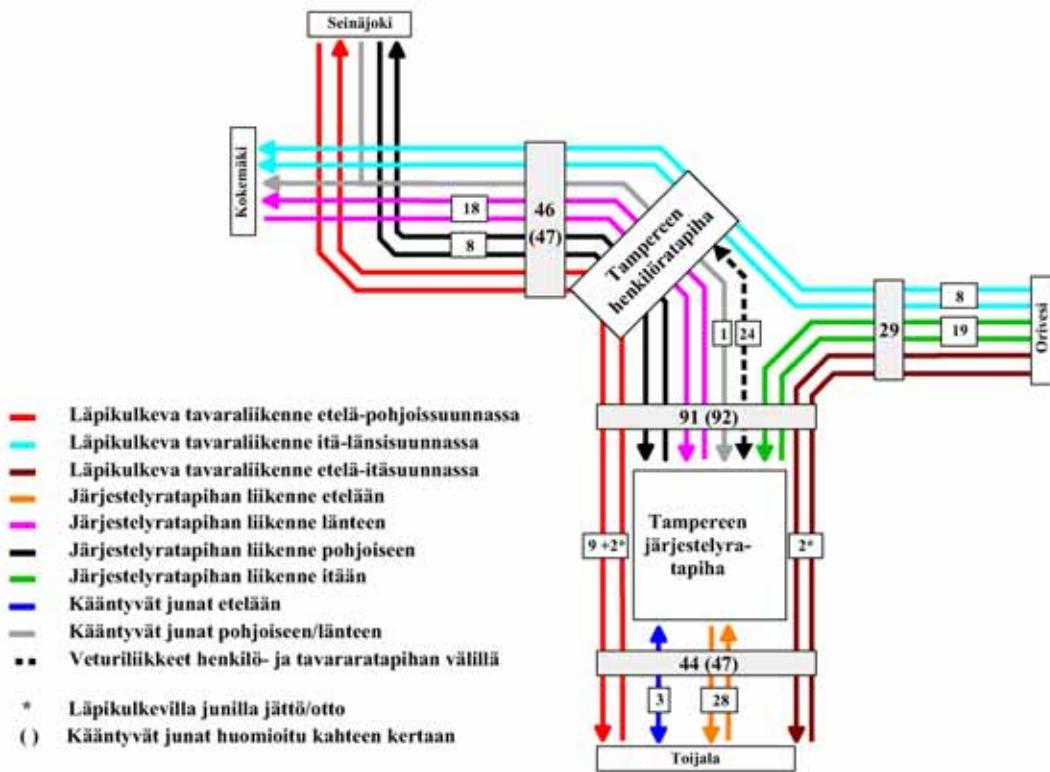 Seinäjoki
Kokemäki
18
8
46
(47)
Tampereen
henkilöratapiha
8
19
29
Orivesi
1
24
91 (92)
Läpikulkeva tavaraliikenne etelä-pohjoissuunnassa
Läpikulkeva tavaraliikenne itä-länsisuunnassa
Läpikulkeva tavaraliikenne etelä-itäsuunnassa
Järjestelyratapihan liikenne etelään
Järjestelyratapihan liikenne länteen
Järjestelyratapihan liikenne pohjoiseen
Järjestelyratapihan liikenne itään
Kääntyvät junat etelään
Kääntyvät junat pohjoiseen/länteen
Veturiliikkeet henkilö- ja tavararatapihan välillä
* Läpikulkevilla junilla jättö/otto
( ) Kääntyvät junat huomioitu kahteen kertaan
9 +2*
Tampereen
järjestelyra-
tapiha
2*
44 (47)
3
28
Toijala